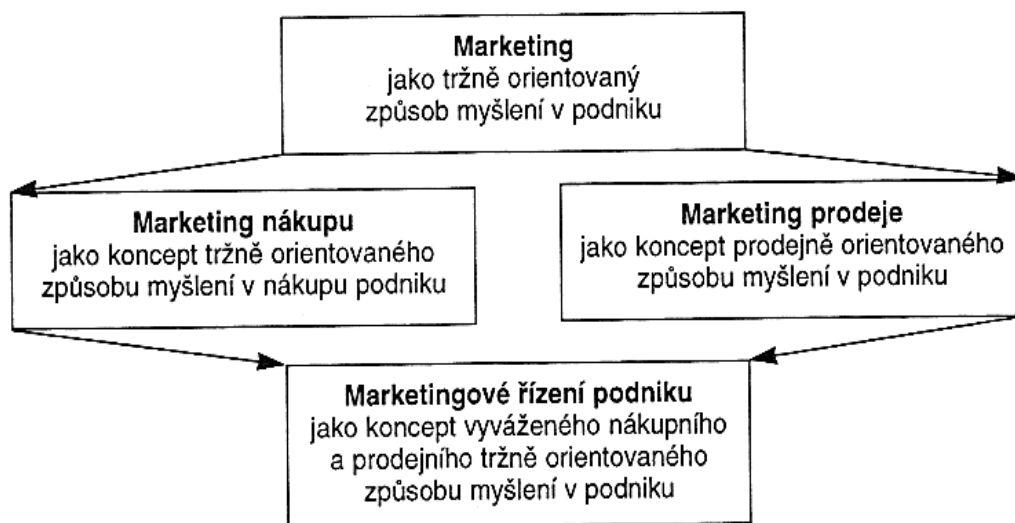 Marketing
jako tržně orientovaný
způsob myšlení v podniku
Marketing nákupu
jako koncept tržně orientovaného
způsobu myšlení v nákupu podniku
Marketing prodeje
jako koncept prodejně orientovaného
způsobu myšlení v podniku
Marketingové řízení podniku
jako koncept vyváženého nákupního
a prodejního tržně orientovaného
způsobu myšlení v podniku